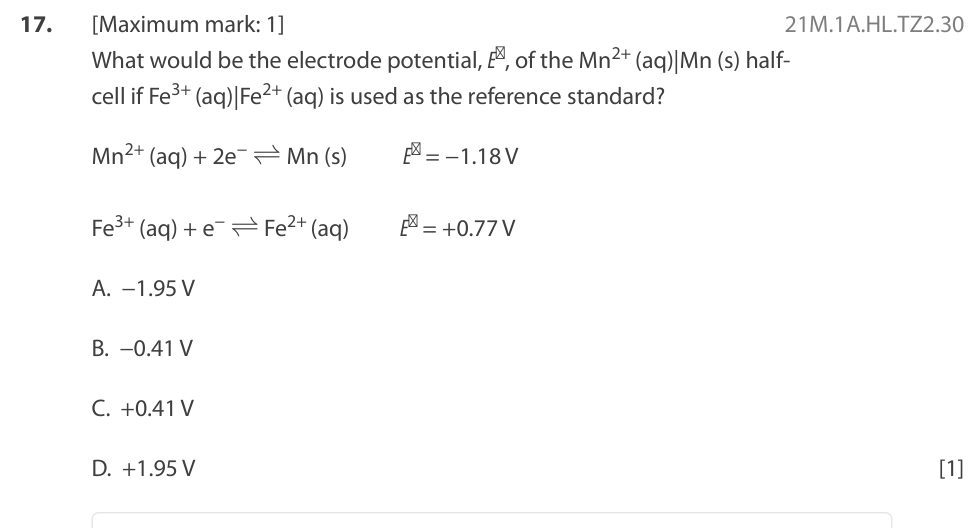 17. [Maximum mark: 1] 21M.1A.HL.TZ2.30
What would be the electrode potential, E☒, of the Mn²⁺ (aq)|Mn (s) half-
cell if Fe³⁺ (aq)|Fe²⁺ (aq) is used as the reference standard?
Mn²⁺ (aq) + 2e⁻ ⇌ Mn (s) E☒ = −1.18 V
Fe³⁺ (aq) + e⁻ ⇌ Fe²⁺ (aq) E☒ = +0.77 V
A. −1.95 V
B. −0.41 V
C. +0.41 V
D. +1.95 V [1]